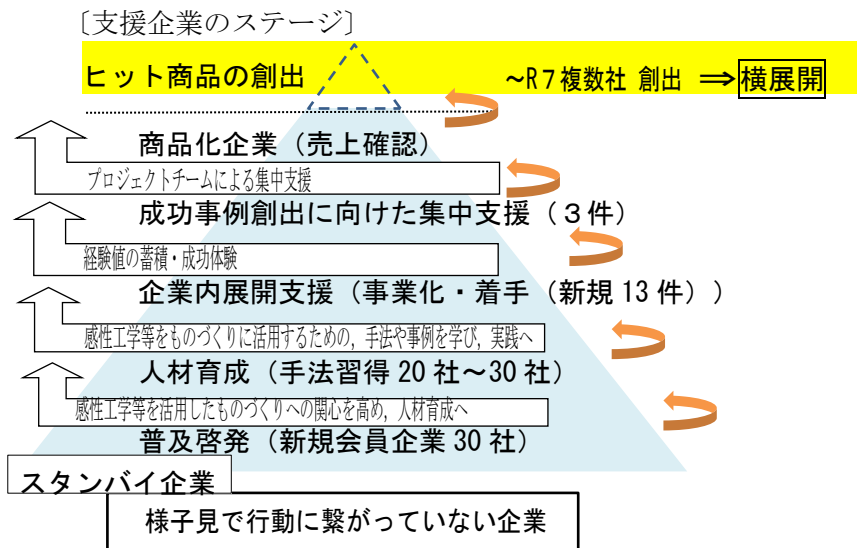 〔支援企業のステージ〕
ヒット商品の創出 ~R7複数社 創出 ⇒横展開
商品化企業(売上確認)
プロジェクトチームによる集中支援
成功事例創出に向けた集中支援(3件)
経験値の蓄積・成功体験
企業内展開支援(事業化・着手(新規13件))
感性工学等をものづくりに活用するための,手法や事例を学び,実践へ
人材育成(手法習得20社~30社)
感性工学等を活用したものづくりへの関心を高め,人材育成へ
普及啓発(新規会員企業30社)
スタンバイ企業
様子見で行動に繋がっていない企業